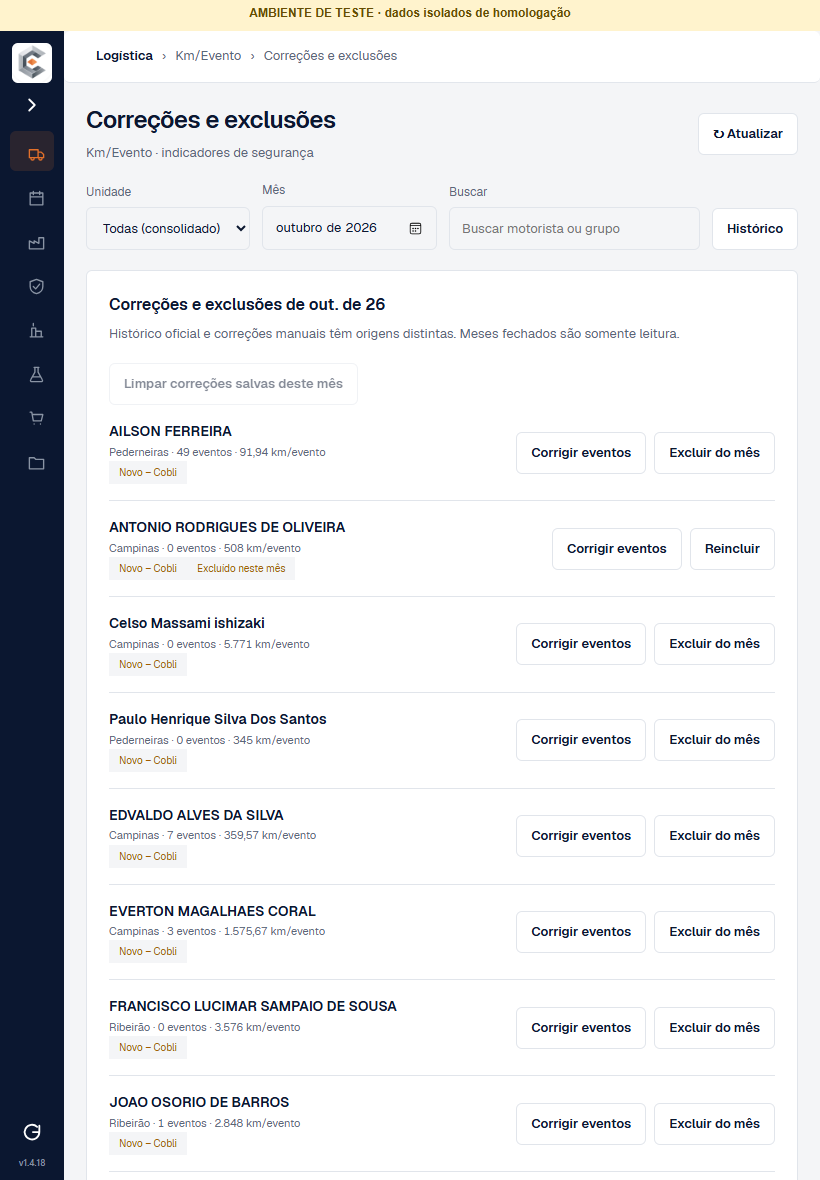 AMBIENTE DE TESTE · dados isolados de homologação
Logística › Km/Evento › Correções e exclusões
Correções e exclusões
Km/Evento · indicadores de segurança
↻ Atualizar
Unidade
Mês
Buscar
Todas (consolidado)
outubro de 2026
Buscar motorista ou grupo
Histórico
Correções e exclusões de out. de 26
Histórico oficial e correções manuais têm origens distintas. Meses fechados são somente leitura.
Limpar correções salvas deste mês
AILSON FERREIRA
Pederneiras · 49 eventos · 91,94 km/evento
Novo – Cobli
Corrigir eventos
Excluir do mês
ANTONIO RODRIGUES DE OLIVEIRA
Campinas · 0 eventos · 508 km/evento
Novo – Cobli
Excluído neste mês
Corrigir eventos
Reincluir
Celso Massami ishizaki
Campinas · 0 eventos · 5.771 km/evento
Novo – Cobli
Corrigir eventos
Excluir do mês
Paulo Henrique Silva Dos Santos
Pederneiras · 0 eventos · 345 km/evento
Novo – Cobli
Corrigir eventos
Excluir do mês
EDVALDO ALVES DA SILVA
Campinas · 7 eventos · 359,57 km/evento
Novo – Cobli
Corrigir eventos
Excluir do mês
EVERTON MAGALHAES CORAL
Campinas · 3 eventos · 1.575,67 km/evento
Novo – Cobli
Corrigir eventos
Excluir do mês
FRANCISCO LUCIMAR SAMPAIO DE SOUSA
Ribeirão · 0 eventos · 3.576 km/evento
Novo – Cobli
Corrigir eventos
Excluir do mês
JOAO OSORIO DE BARROS
Ribeirão · 1 eventos · 2.848 km/evento
Novo – Cobli
Corrigir eventos
Excluir do mês
v1.4.18